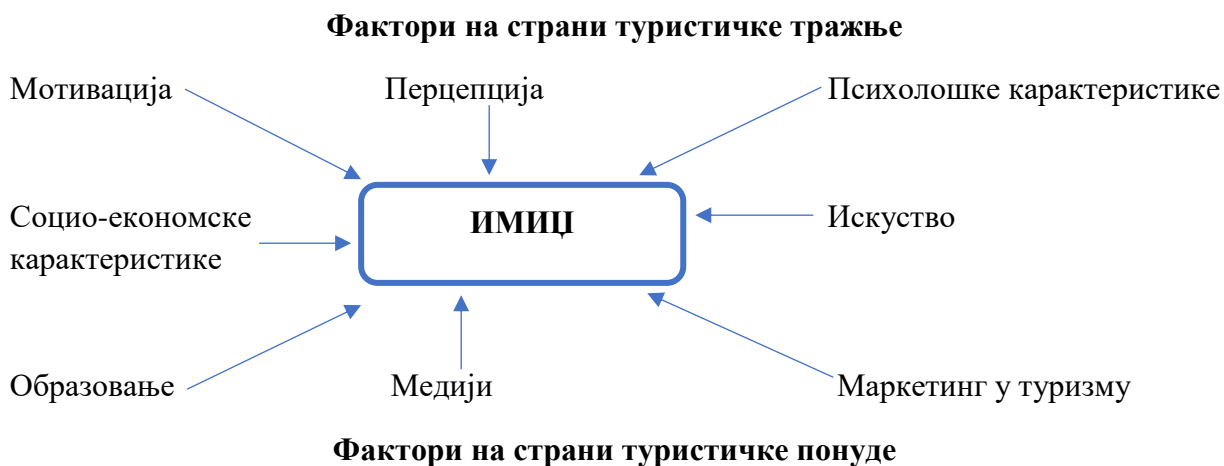 Фактори на страни туристичке тражње
Мотивација
Перцепција
Психолошке карактеристике
Социо-економске
карактеристике
ИМИЏ
Искуство
Образовање
Медији
Маркетинг у туризму
Фактори на страни туристичке понуде